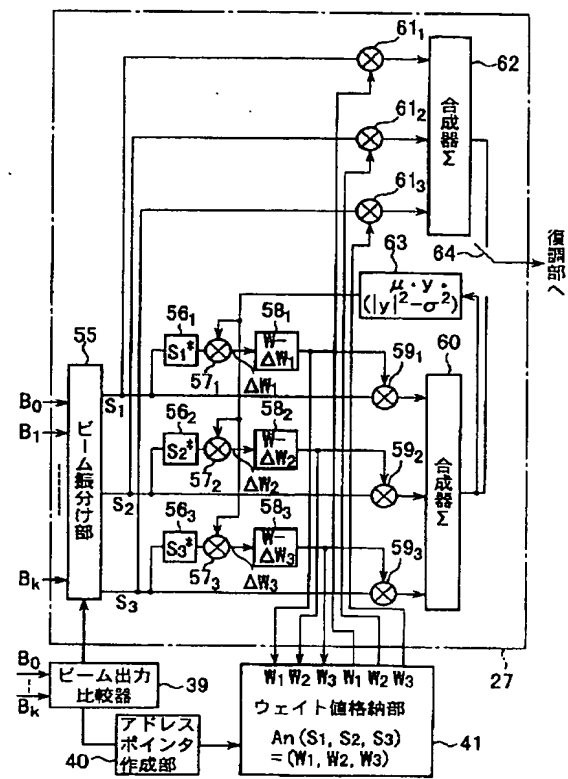 61₁
62
61₂
合成器Σ
61₃
64
復調部へ
63
μ・y・
(|y|²−σ²)
55
56₁
58₁
60
S₁*
W−
ΔW₁
57₁
ΔW₁
59₁
B₀
S₁
B₁
56₂
58₂
S₂*
W−
ΔW₂
57₂
ΔW₂
59₂
ビーム振分け部
S₂
合成器Σ
56₃
58₃
S₃*
W−
ΔW₃
57₃
ΔW₃
59₃
Bₖ
S₃
27
B₀
Bₖ
ビーム出力
比較器
39
W₁ W₂ W₃ W₁ W₂ W₃
ウェイト値格納部
An(S₁, S₂, S₃)
=(W₁, W₂, W₃)
41
アドレス
ポインタ
作成部
40